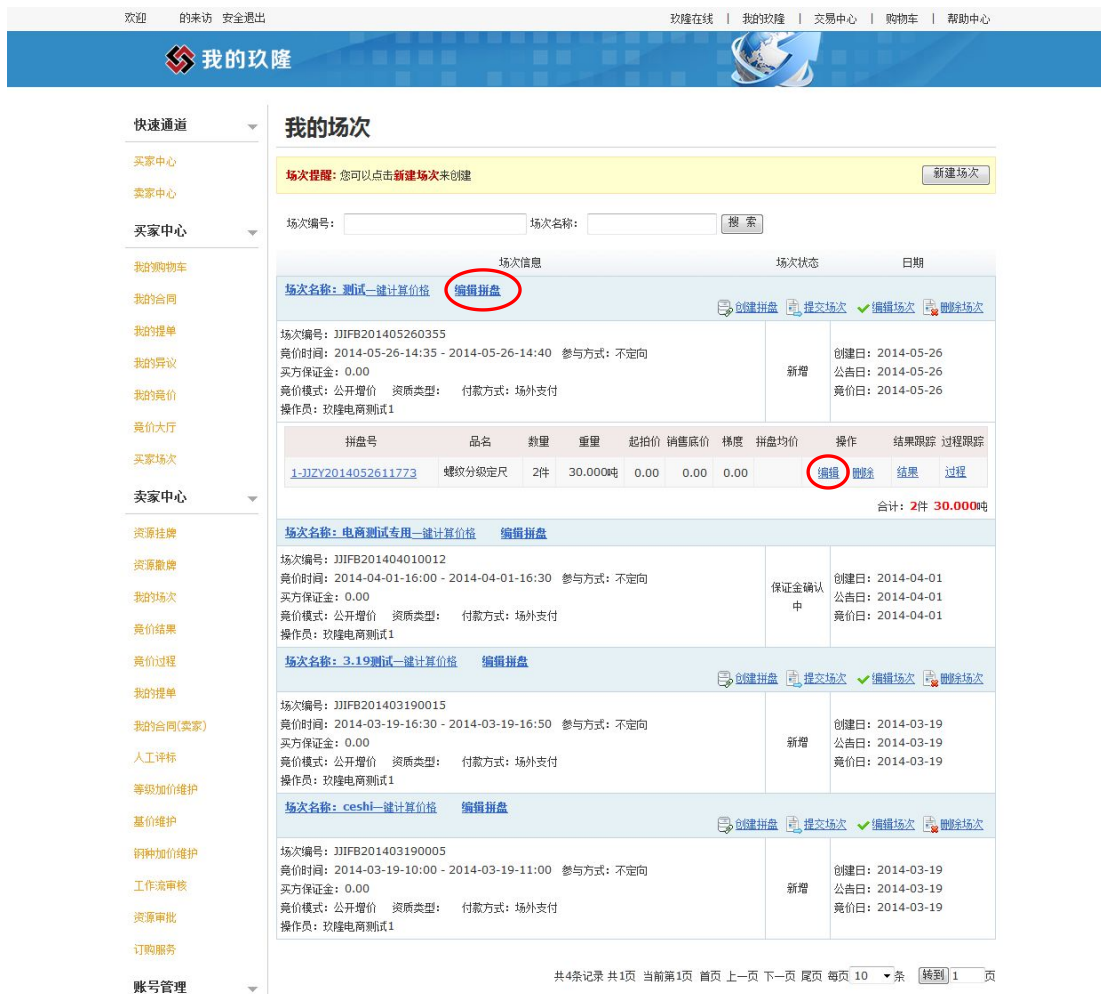 欢迎 的来访 安全退出 玖隆在线 | 我的玖隆 | 交易中心 | 购物车 | 帮助中心
我的玖隆
快速通道
买家中心
卖家中心
买家中心
我的购物车
我的合同
我的提单
我的异议
我的竞价
竞价大厅
买家场次
卖家中心
资源挂牌
资源撤牌
我的场次
竞价结果
竞价过程
我的提单
我的合同(卖家)
人工评标
等级加价维护
基价维护
钢种加价维护
工作流审核
资源审批
订购服务
账号管理
我的场次
场次提醒: 您可以点击新建场次来创建 新建场次
场次编号: 场次名称: 搜 索
场次信息 场次状态 日期
场次名称: 测试一键计算价格 编辑拼盘
创建拼盘 提交场次 编辑场次 删除场次
场次编号: JJIFB201405260355
竞价时间: 2014-05-26-14:35 - 2014-05-26-14:40 参与方式: 不定向
买方保证金: 0.00
竞价模式: 公开增价 资质类型: 付款方式: 场外支付
操作员: 玖隆电商测试1
新增
创建日: 2014-05-26
公告日: 2014-05-26
竞价日: 2014-05-26
拼盘号 品名 数量 重量 起拍价 销售底价 梯度 拼盘均价 操作 结果跟踪 过程跟踪
1-JJZY2014052611773 螺纹分级定尺 2件 30.000吨 0.00 0.00 0.00 编辑 删除 结果 过程
合计: 2件 30.000吨
场次名称: 电商测试专用一键计算价格 编辑拼盘
场次编号: JJIFB201404010012
竞价时间: 2014-04-01-16:00 - 2014-04-01-16:30 参与方式: 不定向
买方保证金: 0.00
竞价模式: 公开增价 资质类型: 付款方式: 场外支付
操作员: 玖隆电商测试1
保证金确认
中
创建日: 2014-04-01
公告日: 2014-04-01
竞价日: 2014-04-01
场次名称: 3.19测试一键计算价格 编辑拼盘
创建拼盘 提交场次 编辑场次 删除场次
场次编号: JJIFB201403190015
竞价时间: 2014-03-19-16:30 - 2014-03-19-16:50 参与方式: 不定向
买方保证金: 0.00
竞价模式: 公开增价 资质类型: 付款方式: 场外支付
操作员: 玖隆电商测试1
新增
创建日: 2014-03-19
公告日: 2014-03-19
竞价日: 2014-03-19
场次名称: ceshi一键计算价格 编辑拼盘
创建拼盘 提交场次 编辑场次 删除场次
场次编号: JJIFB201403190005
竞价时间: 2014-03-19-10:00 - 2014-03-19-11:00 参与方式: 不定向
买方保证金: 0.00
竞价模式: 公开增价 资质类型: 付款方式: 场外支付
操作员: 玖隆电商测试1
新增
创建日: 2014-03-19
公告日: 2014-03-19
竞价日: 2014-03-19
共4条记录 共1页 当前第1页 首页 上一页 下一页 尾页 每页 10 条 转到 1 页